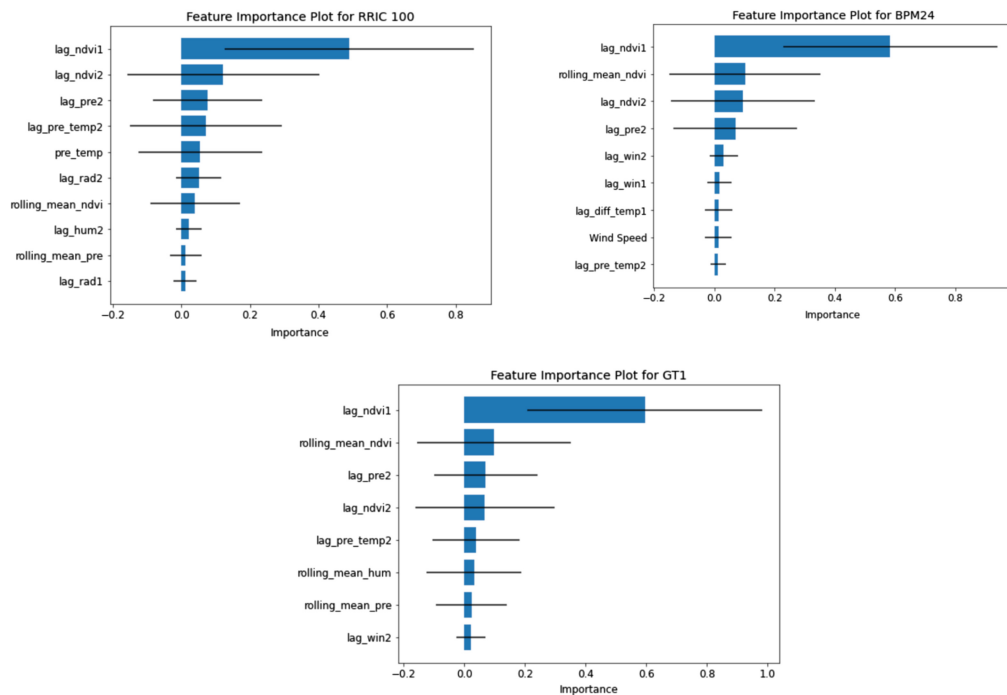 Feature Importance Plot for RRIC 100
lag_ndvi1
lag_ndvi2
lag_pre2
lag_pre_temp2
pre_temp
lag_rad2
rolling_mean_ndvi
lag_hum2
rolling_mean_pre
lag_rad1
−0.2 0.0 0.2 0.4 0.6 0.8
Importance
Feature Importance Plot for BPM24
lag_ndvi1
rolling_mean_ndvi
lag_ndvi2
lag_pre2
lag_win2
lag_win1
lag_diff_temp1
Wind Speed
lag_pre_temp2
−0.2 0.0 0.2 0.4 0.6 0.8
Importance
Feature Importance Plot for GT1
lag_ndvi1
rolling_mean_ndvi
lag_pre2
lag_ndvi2
lag_pre_temp2
rolling_mean_hum
rolling_mean_pre
lag_win2
−0.2 0.0 0.2 0.4 0.6 0.8 1.0
Importance